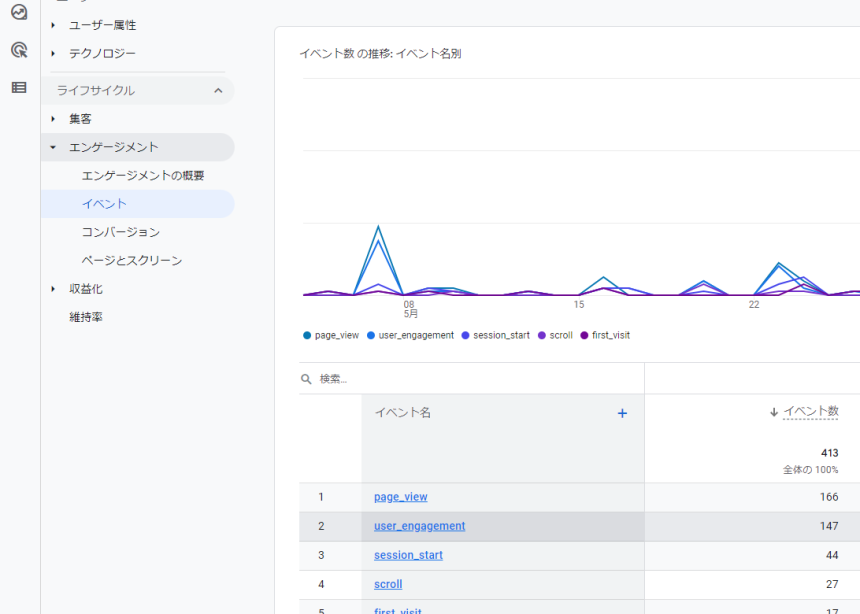 ユーザー属性
テクノロジー
ライフサイクル
集客
エンゲージメント
エンゲージメントの概要
イベント
コンバージョン
ページとスクリーン
収益化
維持率
イベント数 の推移: イベント名別
08 15 22
5月
page_view user_engagement session_start scroll first_visit
検索...
イベント名 + ↓ イベント数
413
全体の 100%
1 page_view 166
2 user_engagement 147
3 session_start 44
4 scroll 27
5 first_visit 17